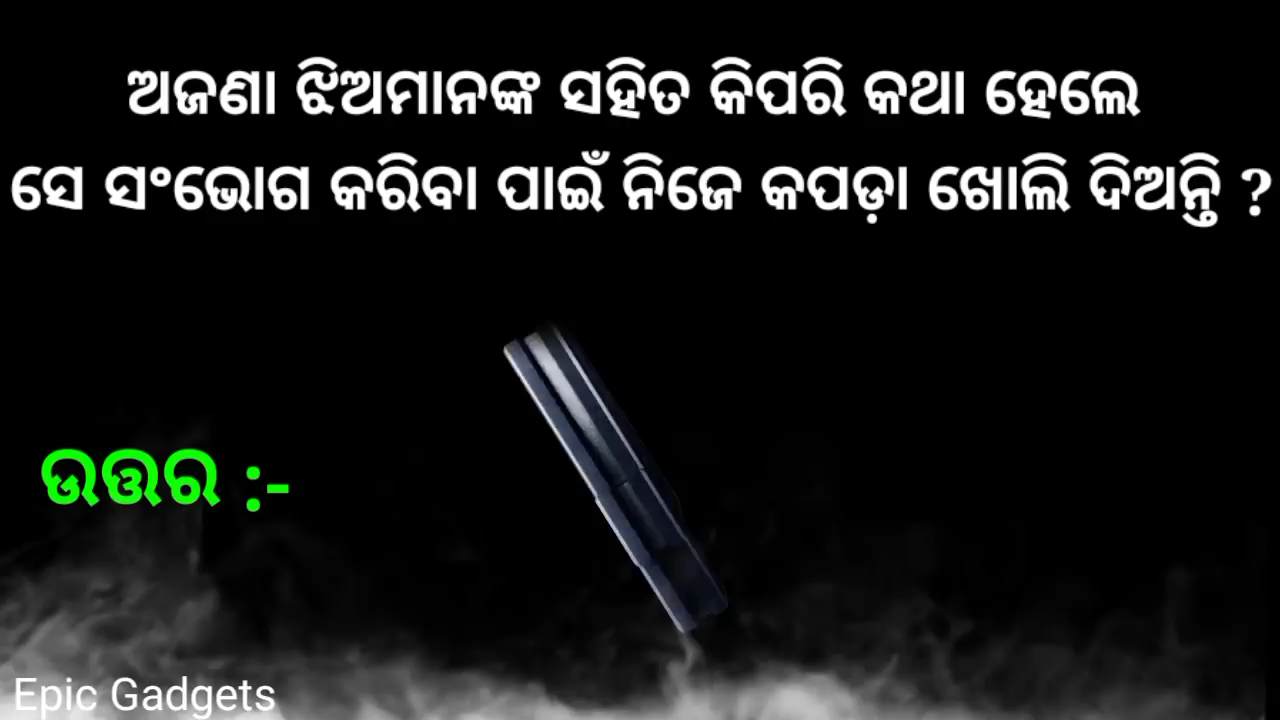 ଅଜଣା ଝିଅମାନଙ୍କ ସହିତ କିପରି କଥା ହେଲେ
ସେ ସଂଭୋଗ କରିବା ପାଇଁ ନିଜେ କପଡ଼ା ଖୋଲି ଦିଅନ୍ତି ?
ଉତ୍ତର :-
Epic Gadgets